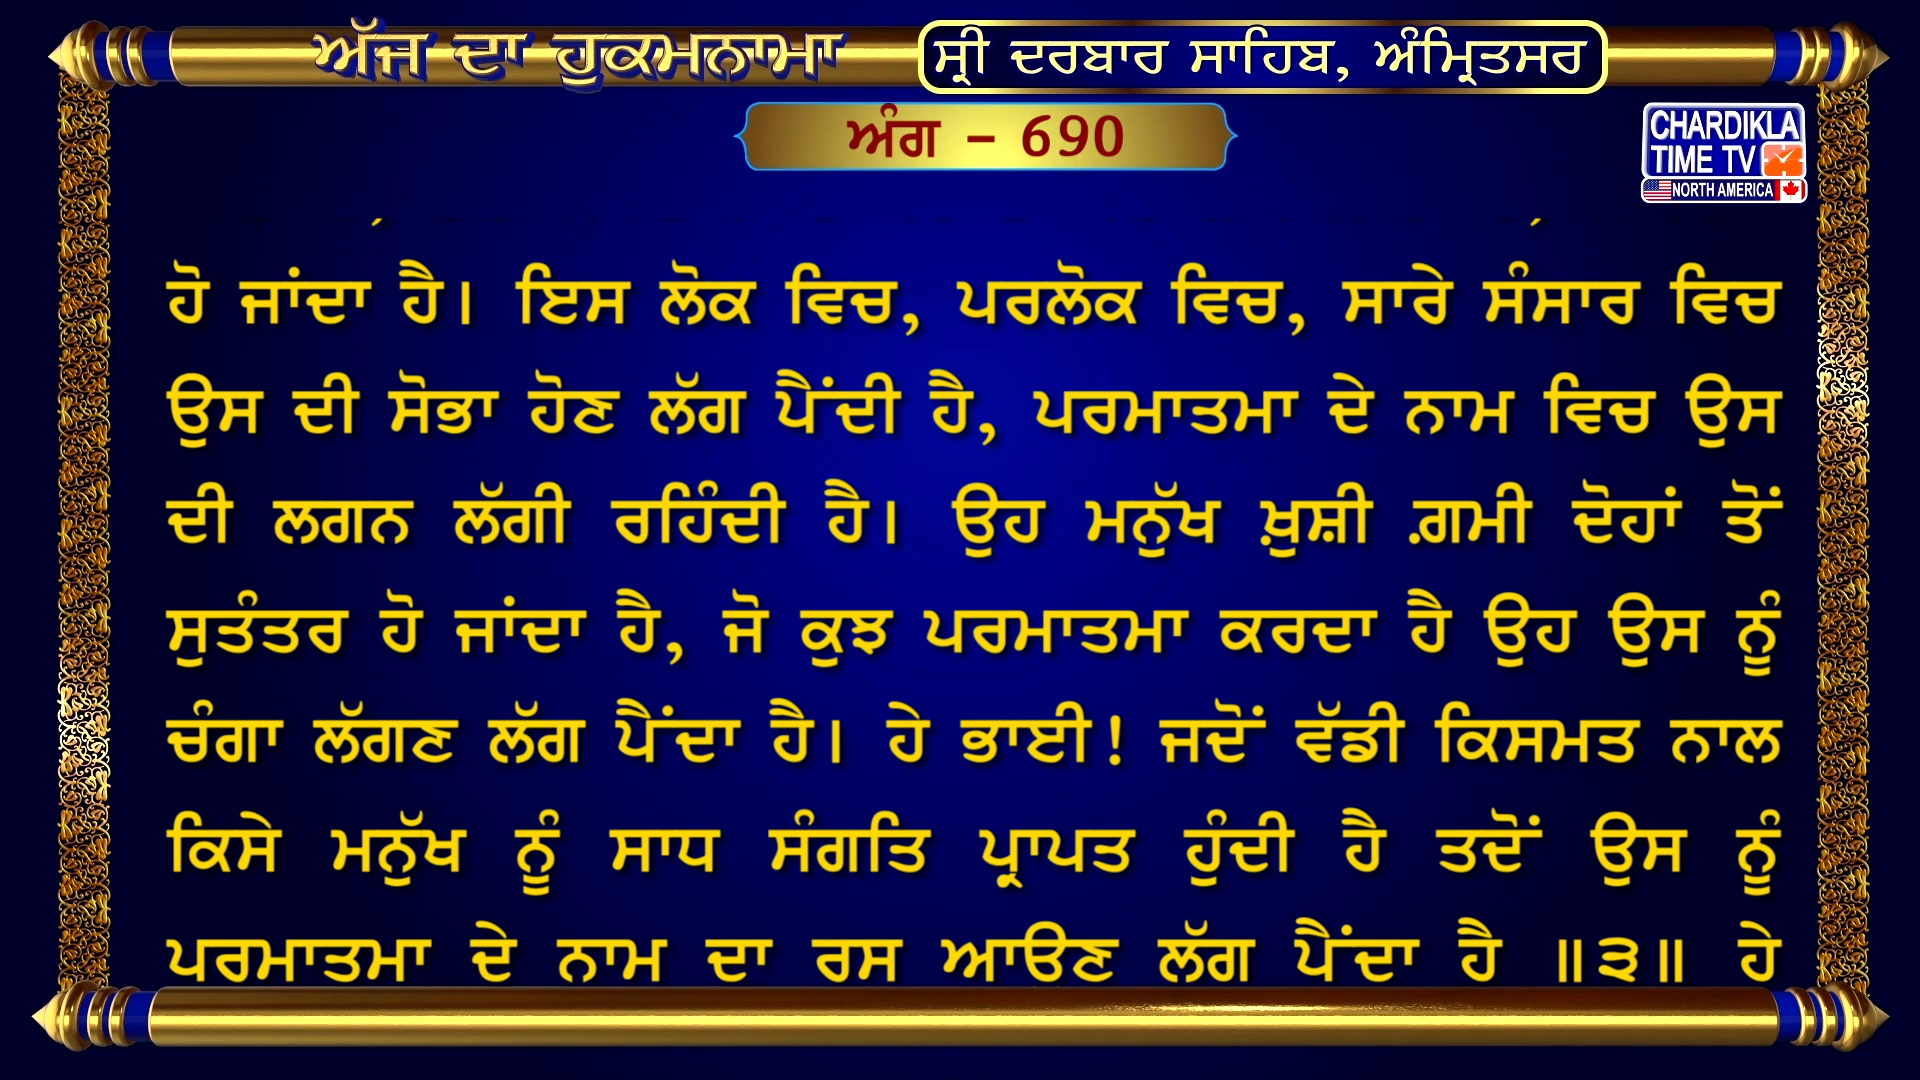 ਅੱਜ ਦਾ ਹੁਕਮਨਾਮਾ
ਸ੍ਰੀ ਦਰਬਾਰ ਸਾਹਿਬ, ਅੰਮ੍ਰਿਤਸਰ
ਅੰਗ – 690
CHARDIKLA
TIME TV
NORTH AMERICA
ਹੋ ਜਾਂਦਾ ਹੈ। ਇਸ ਲੋਕ ਵਿਚ, ਪਰਲੋਕ ਵਿਚ, ਸਾਰੇ ਸੰਸਾਰ ਵਿਚ
ਉਸ ਦੀ ਸੋਭਾ ਹੋਣ ਲੱਗ ਪੈਂਦੀ ਹੈ, ਪਰਮਾਤਮਾ ਦੇ ਨਾਮ ਵਿਚ ਉਸ
ਦੀ ਲਗਨ ਲੱਗੀ ਰਹਿੰਦੀ ਹੈ। ਉਹ ਮਨੁੱਖ ਖ਼ੁਸ਼ੀ ਗ਼ਮੀ ਦੋਹਾਂ ਤੋਂ
ਸੁਤੰਤਰ ਹੋ ਜਾਂਦਾ ਹੈ, ਜੋ ਕੁਝ ਪਰਮਾਤਮਾ ਕਰਦਾ ਹੈ ਉਹ ਉਸ ਨੂੰ
ਚੰਗਾ ਲੱਗਣ ਲੱਗ ਪੈਂਦਾ ਹੈ। ਹੇ ਭਾਈ! ਜਦੋਂ ਵੱਡੀ ਕਿਸਮਤ ਨਾਲ
ਕਿਸੇ ਮਨੁੱਖ ਨੂੰ ਸਾਧ ਸੰਗਤਿ ਪ੍ਰਾਪਤ ਹੁੰਦੀ ਹੈ ਤਦੋਂ ਉਸ ਨੂੰ
ਪਰਮਾਤਮਾ ਦੇ ਨਾਮ ਦਾ ਰਸ ਆਉਣ ਲੱਗ ਪੈਂਦਾ ਹੈ ॥੩॥ ਹੇ